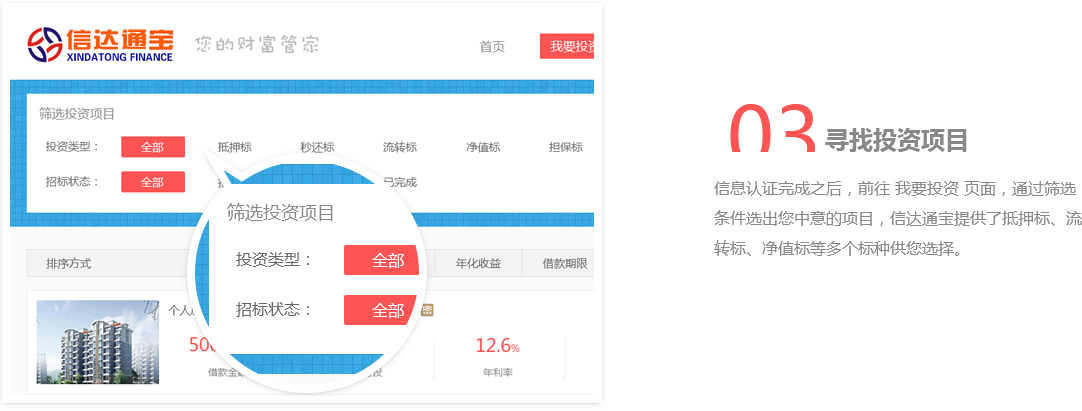 信达通宝
XINDATONG FINANCE
您的财富管家
首页
我要投资
筛选投资项目
投资类型： 全部 抵押标 秒还标 流转标 净值标 担保标
招标状态： 全部 已完成
筛选投资项目
投资类型： 全部
招标状态： 全部
排序方式 年化收益 借款期限
个人
密
500
12.6%
借款金
投
年利率
03 寻找投资项目
信息认证完成之后，前往 我要投资 页面，通过筛选
条件选出您中意的项目，信达通宝提供了抵押标、流
转标、净值标等多个标种供您选择。